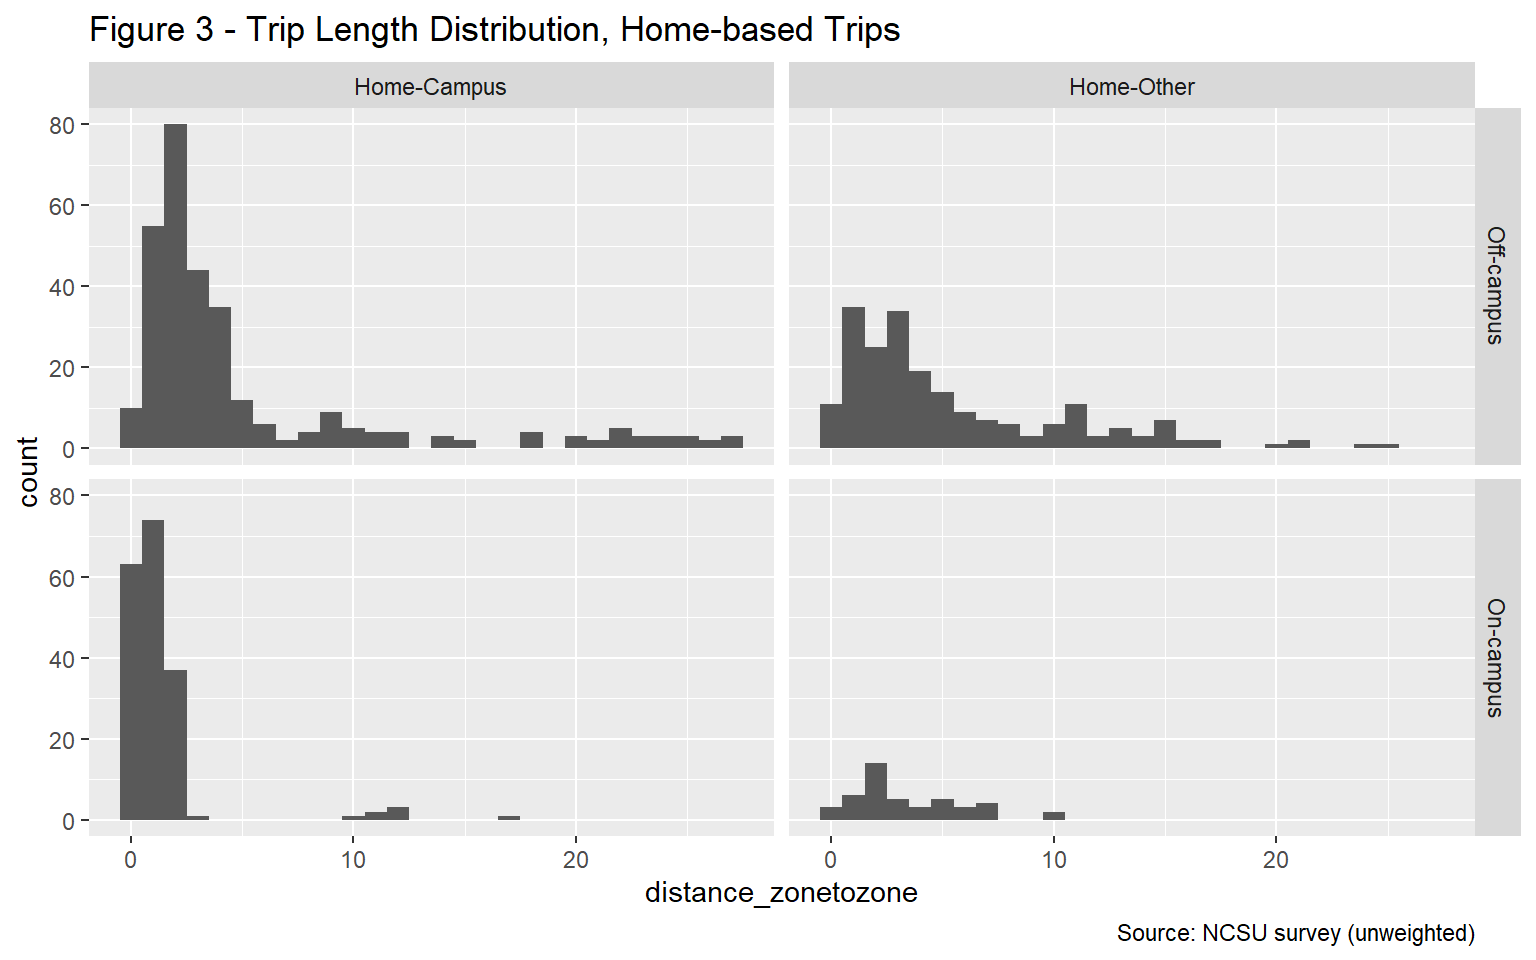 Figure 3 - Trip Length Distribution, Home-based Trips
Home-Campus
Home-Other
80
60
40
20
0
Off-campus
count
80
60
40
20
0
On-campus
0
10
20
0
10
20
distance_zonetozone
Source: NCSU survey (unweighted)